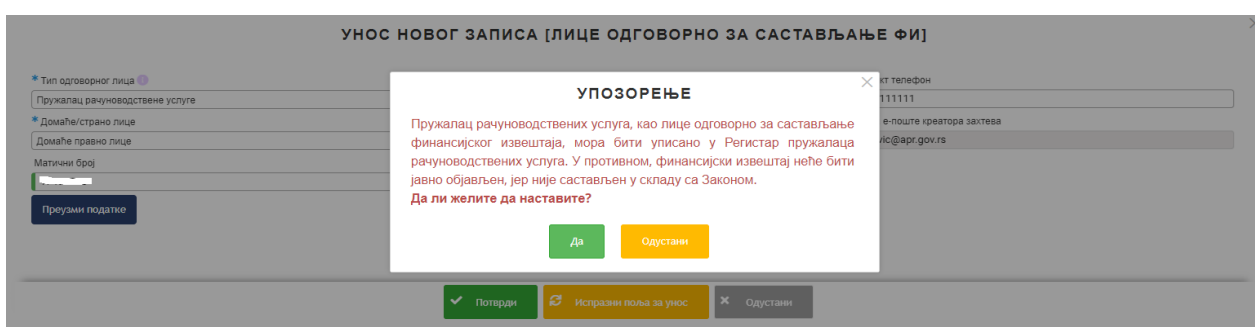 УНОС НОВОГ ЗАПИСА [ЛИЦЕ ОДГОВОРНО ЗА САСТАВЉАЊЕ ФИ]
* Тип одговорног лица
Пружалац рачуноводствене услуге
* Домаће/страно лице
Домаће правно лице
Матични број
Преузми податке
УПОЗОРЕЊЕ
Пружалац рачуноводствених услуга, као лице одговорно за састављање
финансијског извештаја, мора бити уписано у Регистар пружалаца
рачуноводствених услуга. У противном, финансијски извештај неће бити
јавно објављен, јер није састављен у складу са Законом.
Да ли желите да наставите?
Да
Одустани
кт телефон
111111
е-поште креатора захтева
vic@apr.gov.rs
Потврди
Испразни поља за унос
Одустани